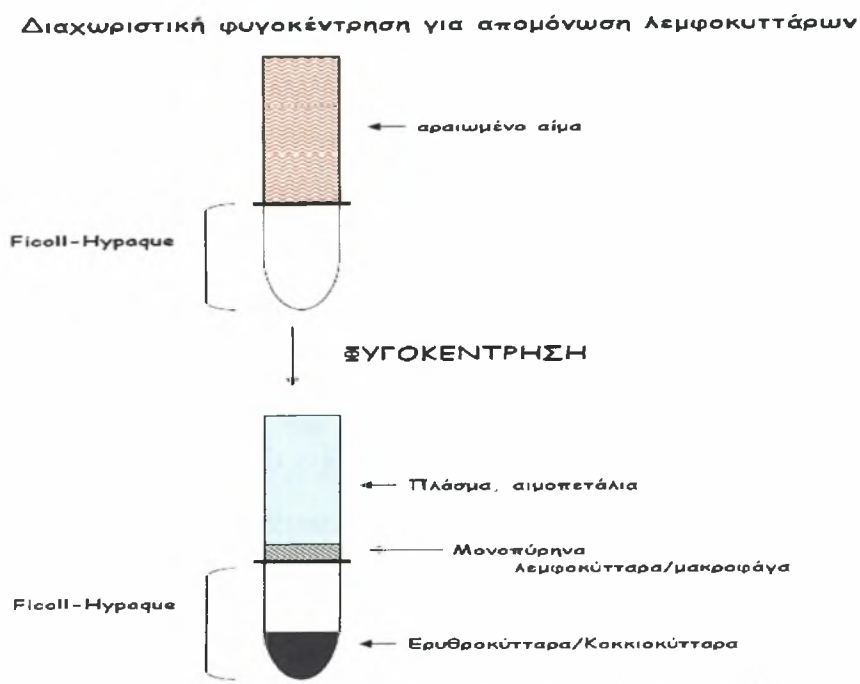 Διαχωριστική φυγοκέντρηση για απομόνωση λεμφοκυττάρων
αραιωμένο αίμα
Ficoll-Hypaque
ΦΥΓΟΚΕΝΤΡΗΣΗ
Πλάσμα, αιμοπετάλια
Μονοπύρηνα
λεμφοκύτταρα/μακροφάγα
Ficoll-Hypaque
Ερυθροκύτταρα/Κοκκιοκύτταρα